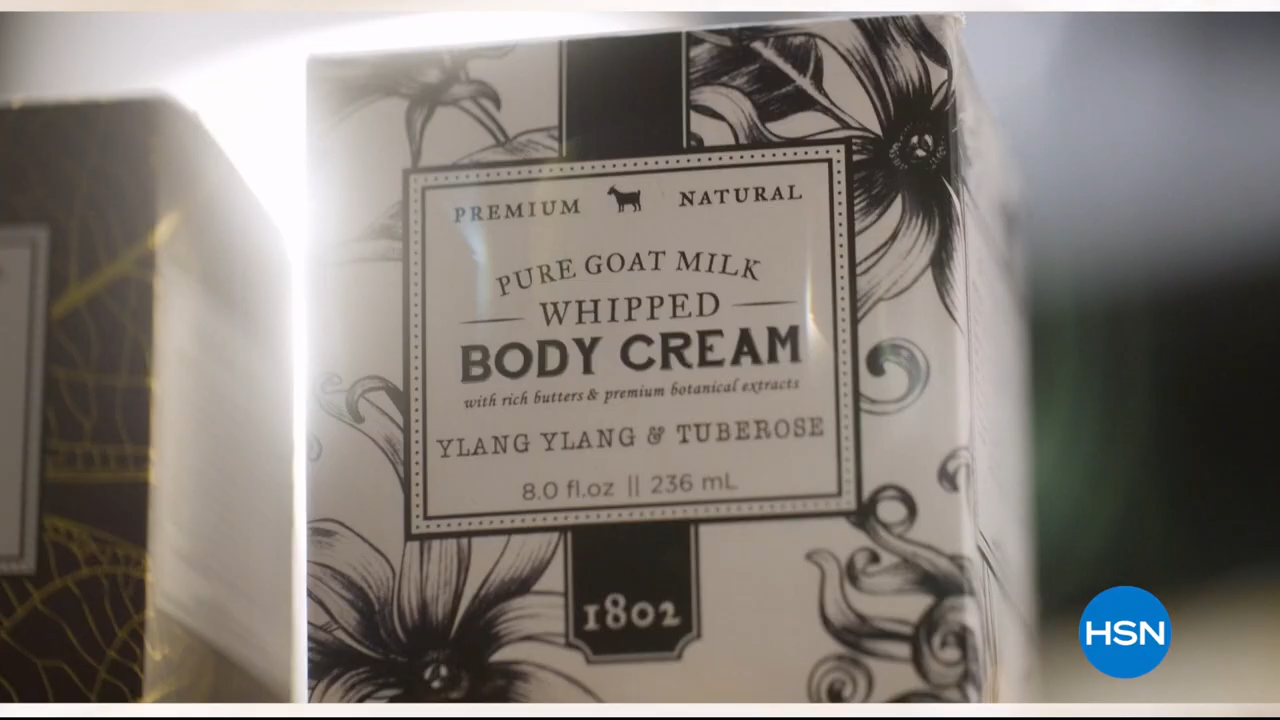 PREMIUM NATURAL
PURE GOAT MILK
WHIPPED
BODY CREAM
with rich butters & premium botanical extracts
YLANG YLANG & TUBEROSE
8.0 fl.oz || 236 mL
1802
HSN